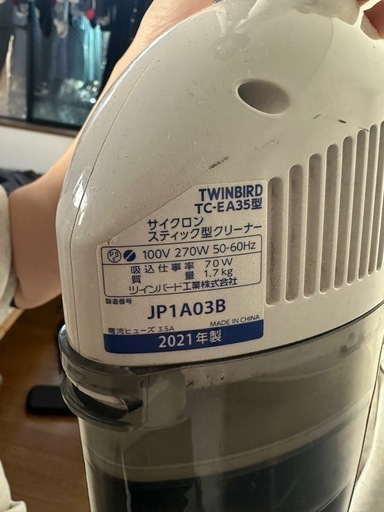 TWINBIRD
TC-EA35型
サイクロン
スティック型クリーナー
100V 270W 50-60Hz
吸込仕事率 70W
質量 1.7kg
ツインバード工業株式会社
製造番号
JP1A03B
電流ヒューズ 3.5A MADE IN CHINA
2021年製